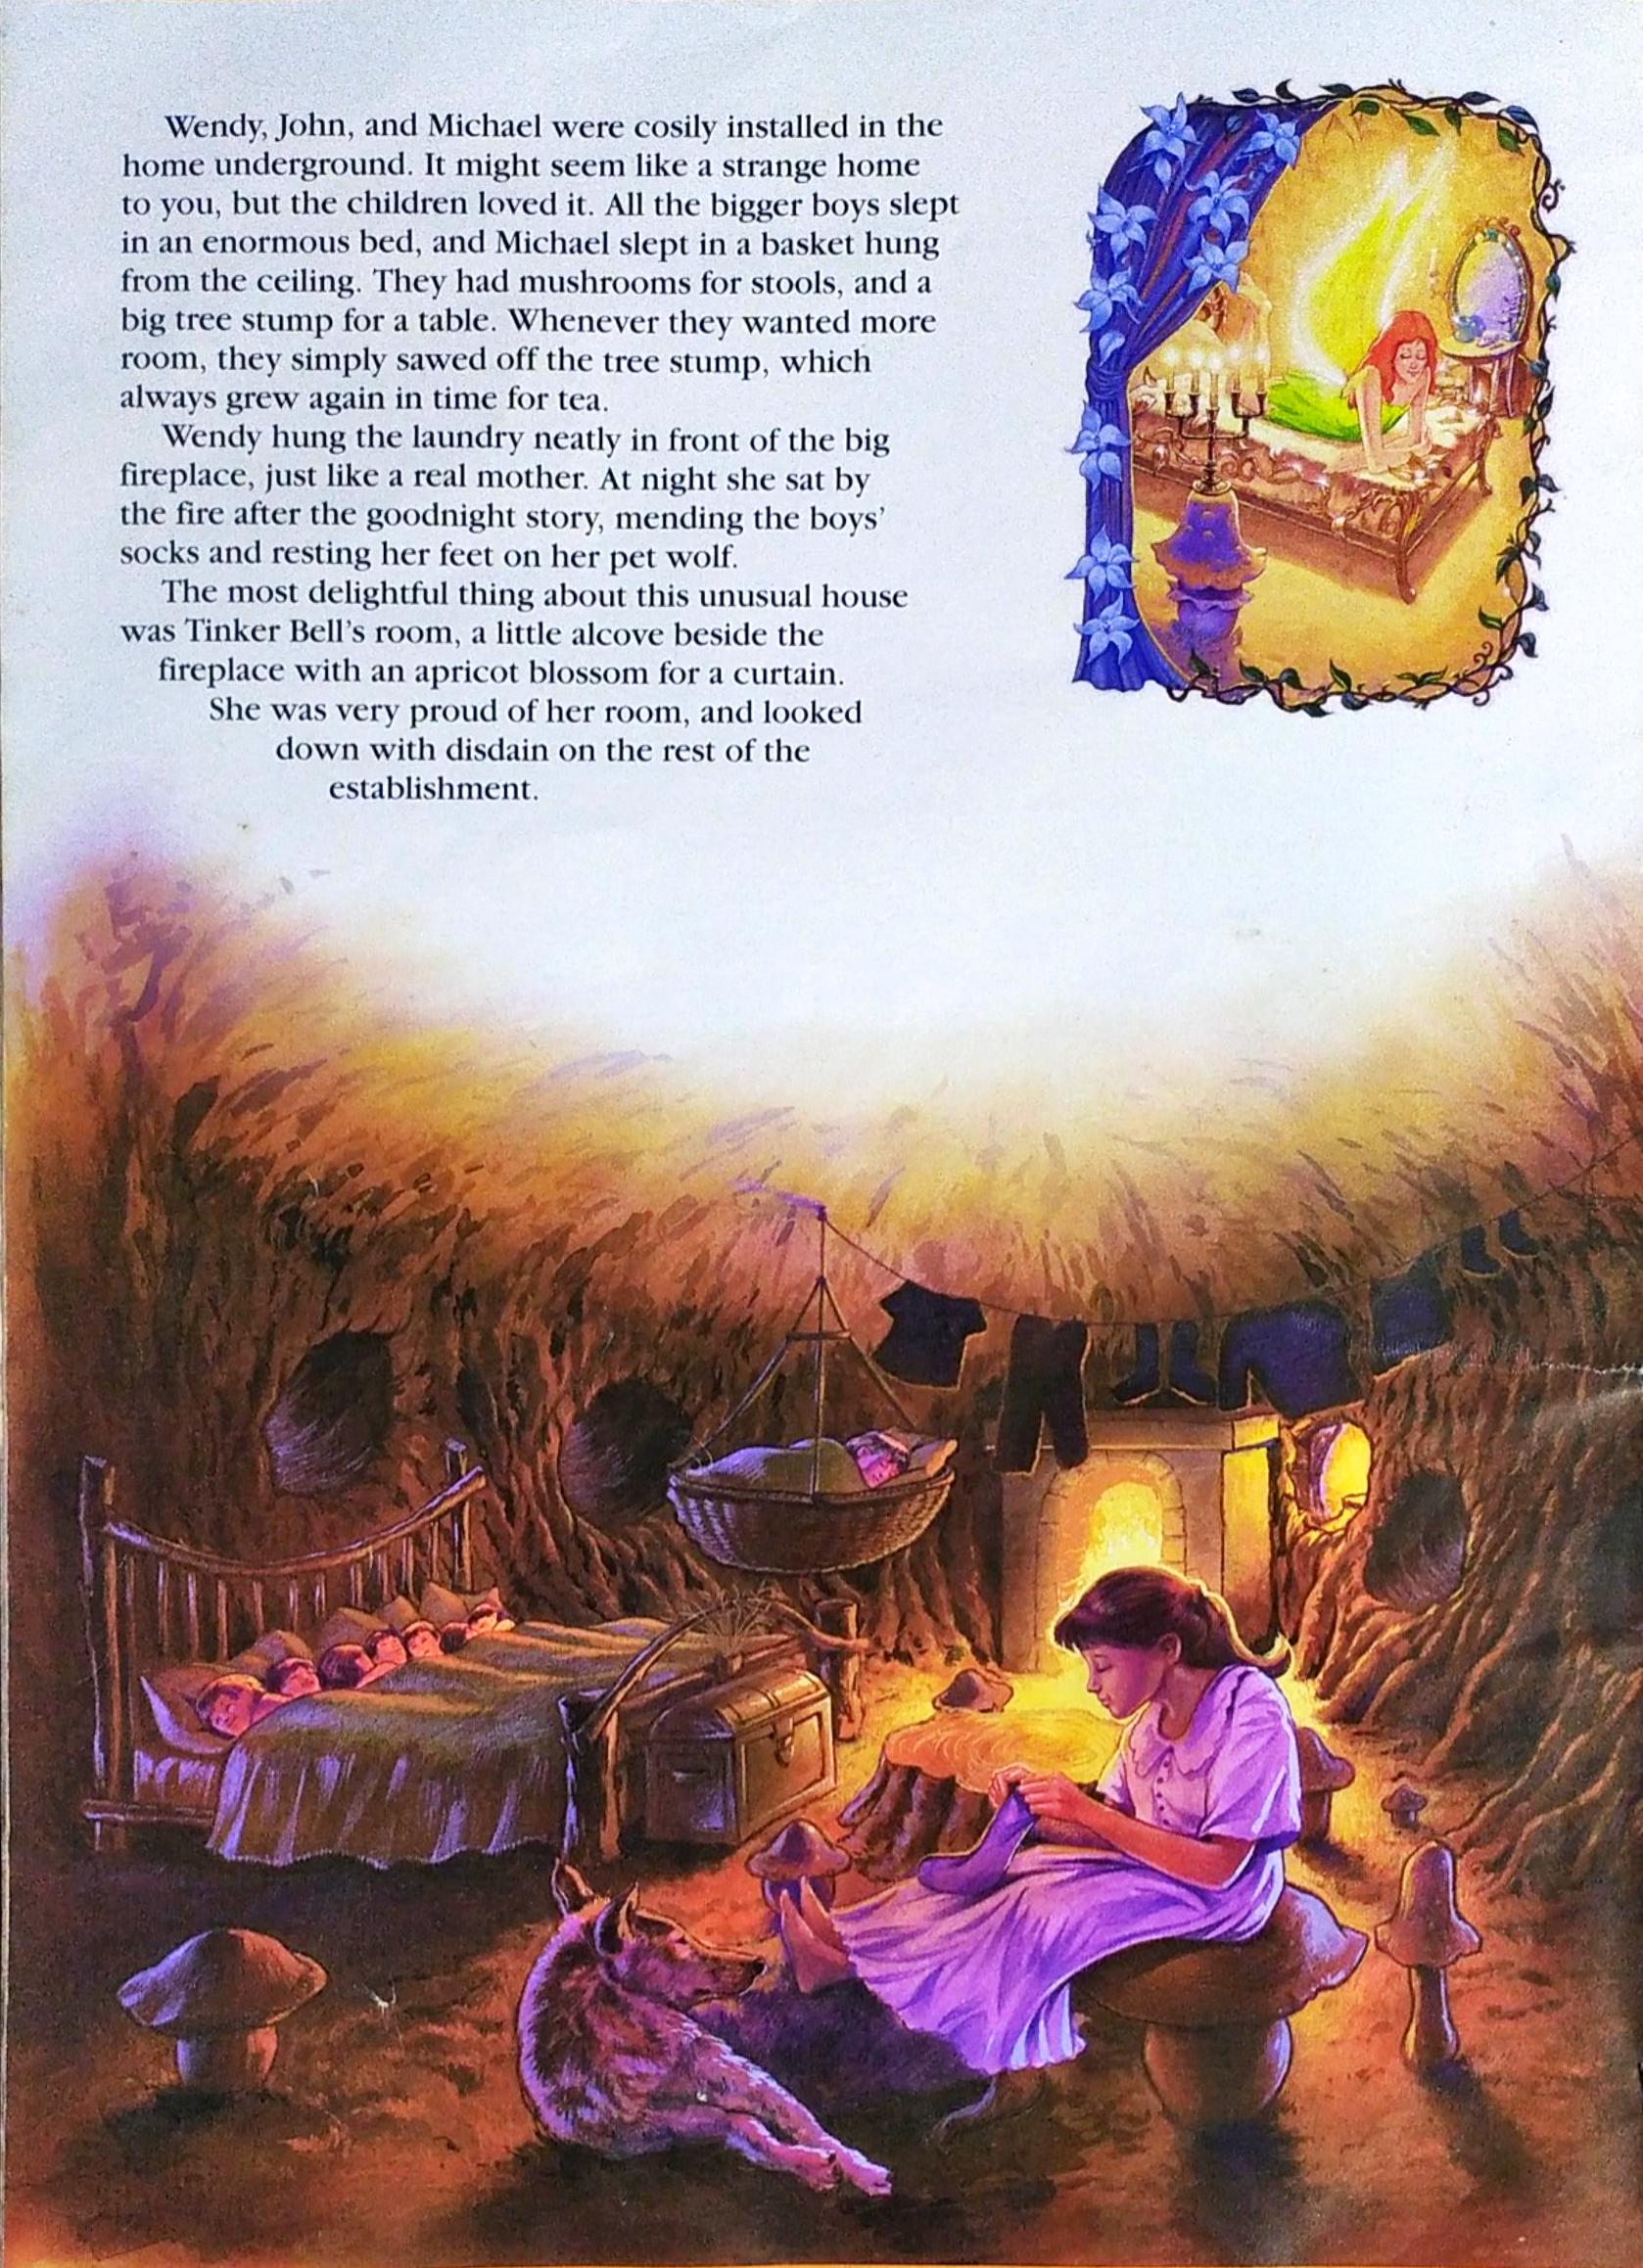 Wendy, John, and Michael were cosily installed in the
home underground. It might seem like a strange home
to you, but the children loved it. All the bigger boys slept
in an enormous bed, and Michael slept in a basket hung
from the ceiling. They had mushrooms for stools, and a
big tree stump for a table. Whenever they wanted more
room, they simply sawed off the tree stump, which
always grew again in time for tea.
Wendy hung the laundry neatly in front of the big
fireplace, just like a real mother. At night she sat by
the fire after the goodnight story, mending the boys’
socks and resting her feet on her pet wolf.
The most delightful thing about this unusual house
was Tinker Bell’s room, a little alcove beside the
fireplace with an apricot blossom for a curtain.
She was very proud of her room, and looked
down with disdain on the rest of the
establishment.